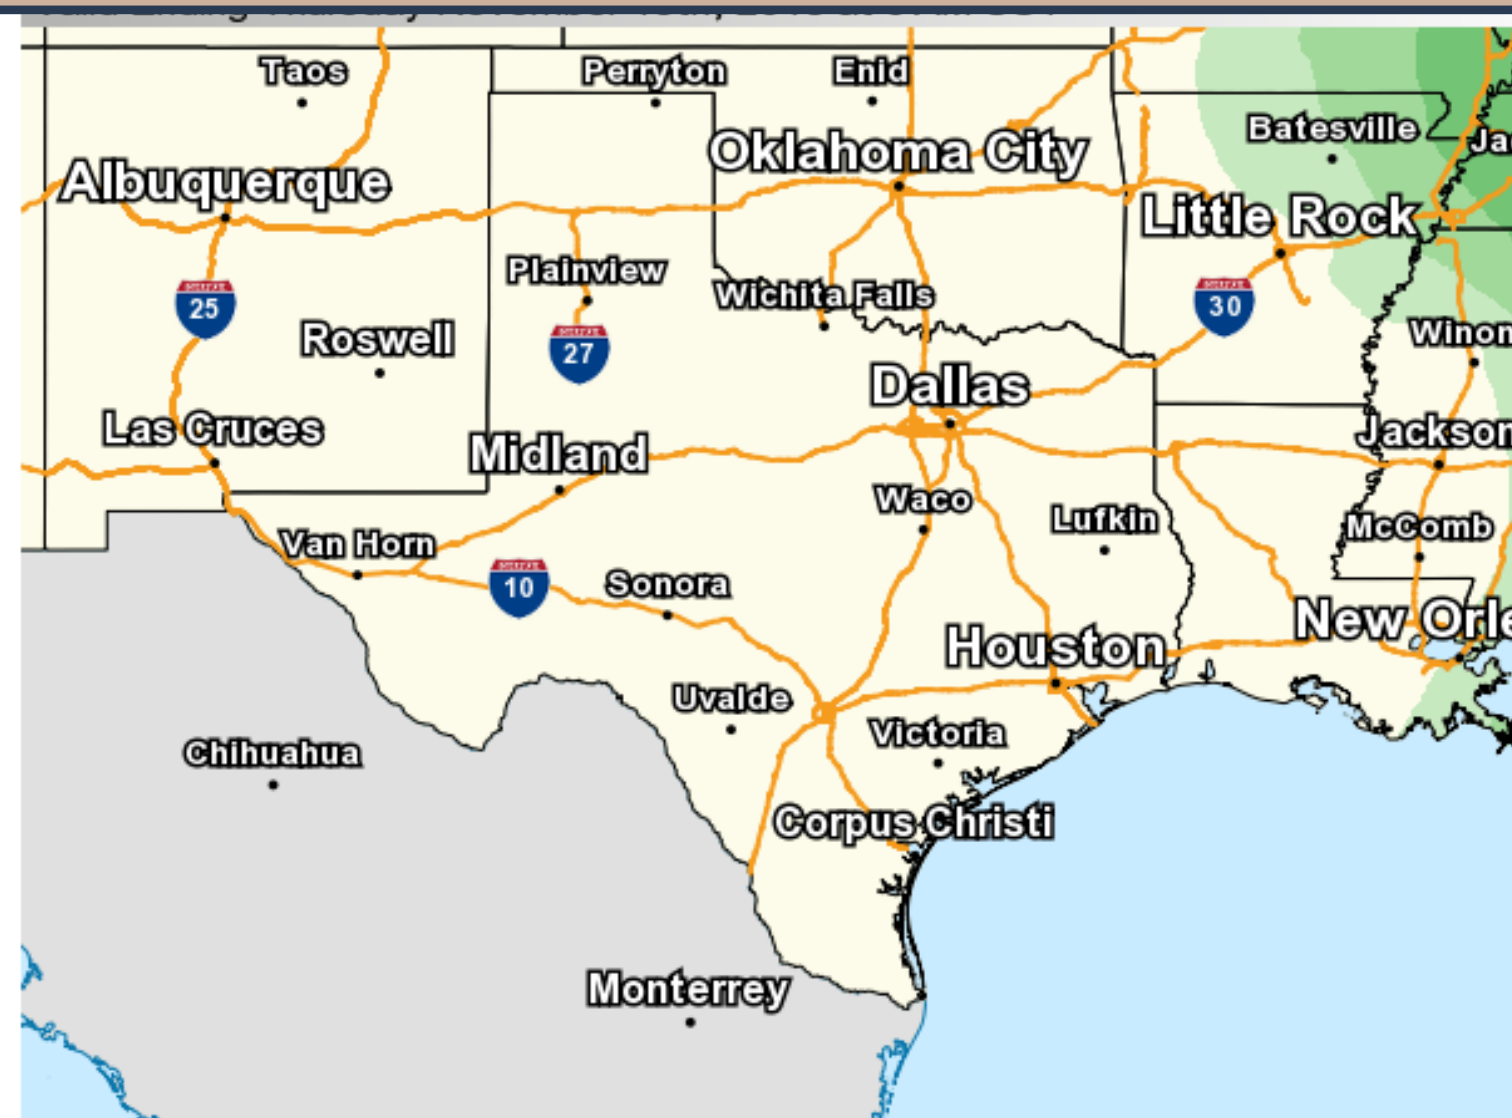 Taos
Perryton
Enid
Batesville
Oklahoma City
Albuquerque
Little Rock
Plainview
Wichita Falls
25
30
Roswell
27
Dallas
Las Cruces
Midland
Waco
Lufkin
McComb
Van Horn
10
Sonora
Houston
Uvalde
Victoria
Chihuahua
Corpus Christi
Monterrey